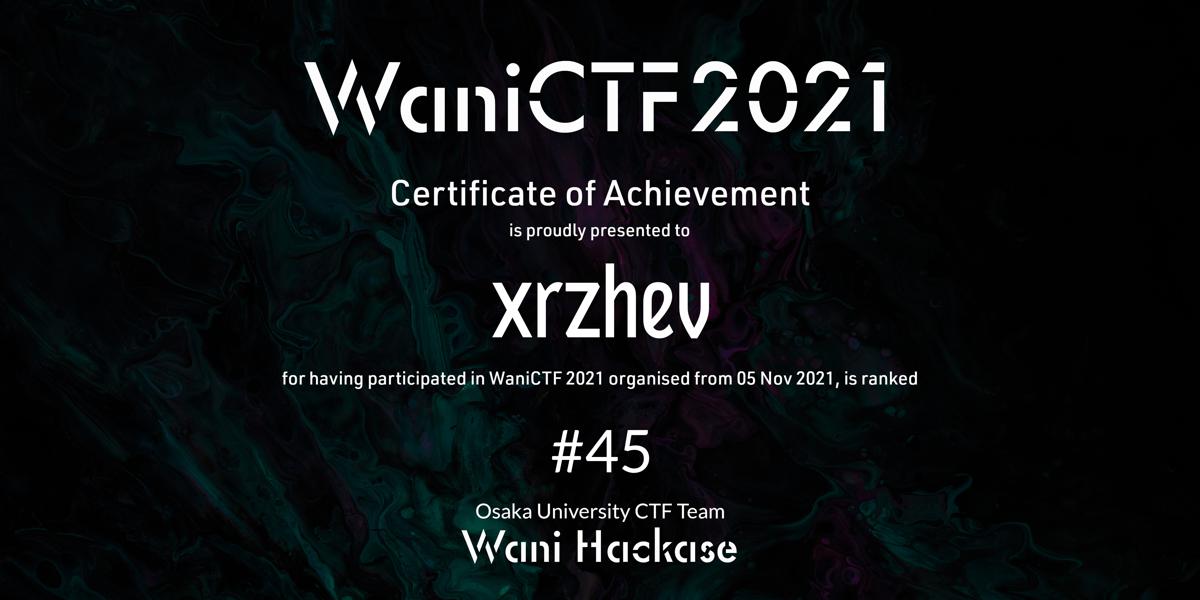 WaniCTF2021
Certificate of Achievement
is proudly presented to
xrzhev
for having participated in WaniCTF 2021 organised from 05 Nov 2021, is ranked
#45
Osaka University CTF Team
Wani Hackase